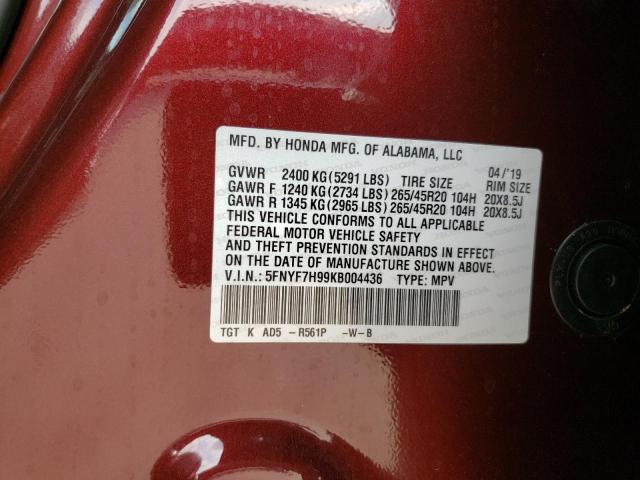 MFD. BY HONDA MFG. OF ALABAMA, LLC 04/'19
GVWR 2400 KG(5291 LBS) TIRE SIZE RIM SIZE
GAWR F 1240 KG(2734 LBS)265/45R20 104H 20X8.5J
GAWR R 1345 KG(2965 LBS)265/45R20 104H 20X8.5J
THIS VEHICLE CONFORMS TO ALL APPLICABLE
FEDERAL MOTOR VEHICLE SAFETY
AND THEFT PREVENTION STANDARDS IN EFFECT
ON THE DATE OF MANUFACTURE SHOWN ABOVE.
V.I.N.: 5FNYF7H99KB004436 TYPE: MPV
TGT K AD5 -R561P -W-B